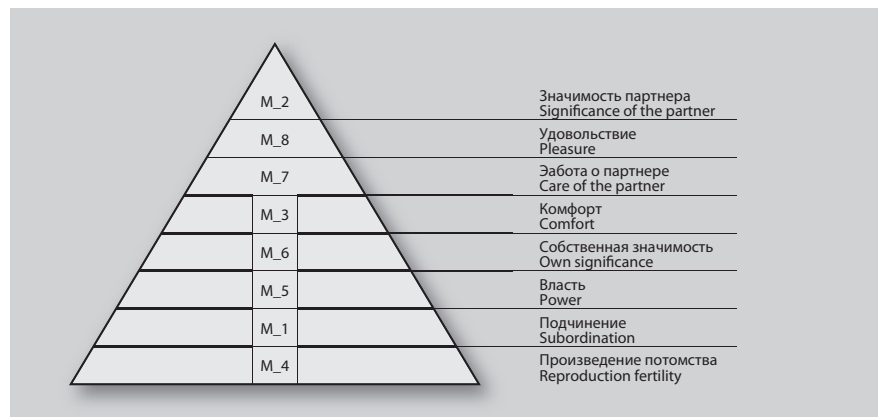 M_2
Значимость партнера
Significance of the partner
M_8
Удовольствие
Pleasure
M_7
Эабота о партнере
Care of the partner
M_3
Комфорт
Comfort
M_6
Собственная значимость
Own significance
M_5
Власть
Power
M_1
Подчинение
Subordination
M_4
Произведение потомства
Reproduction fertility